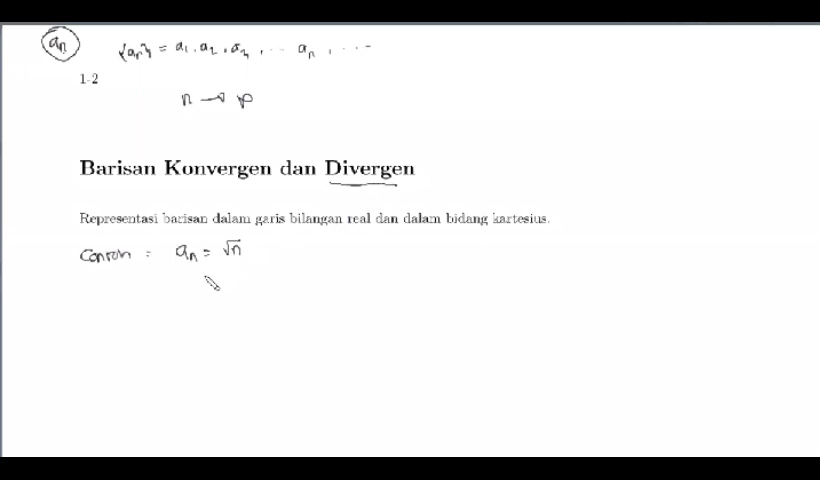 aₙ
{aₙ} = a₁, a₂, a₃, ... aₙ, ...
1-2
n →
Barisan Konvergen dan Divergen
Representasi barisan dalam garis bilangan real dan dalam bidang kartesius.
Contoh : aₙ = √n